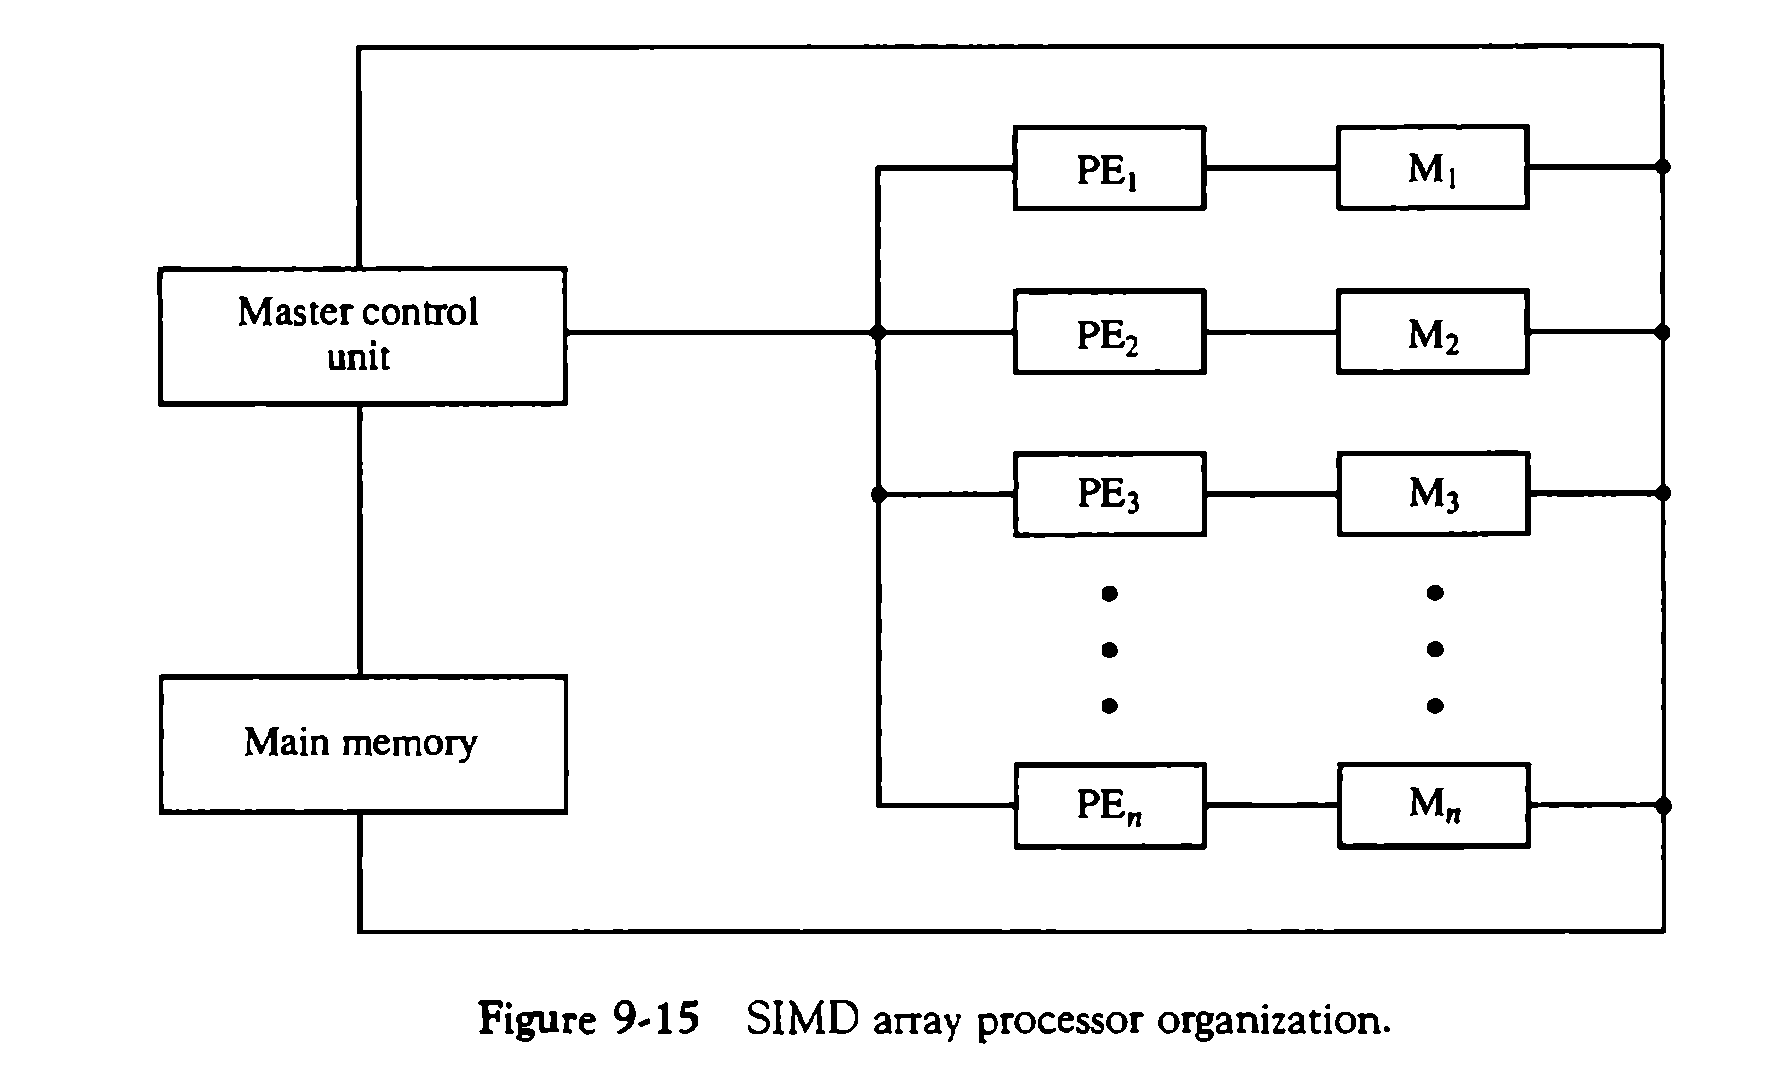 PE₁ M₁
Master control
unit
PE₂ M₂
PE₃ M₃
Main memory
PEₙ Mₙ
Figure 9-15 SIMD array processor organization.